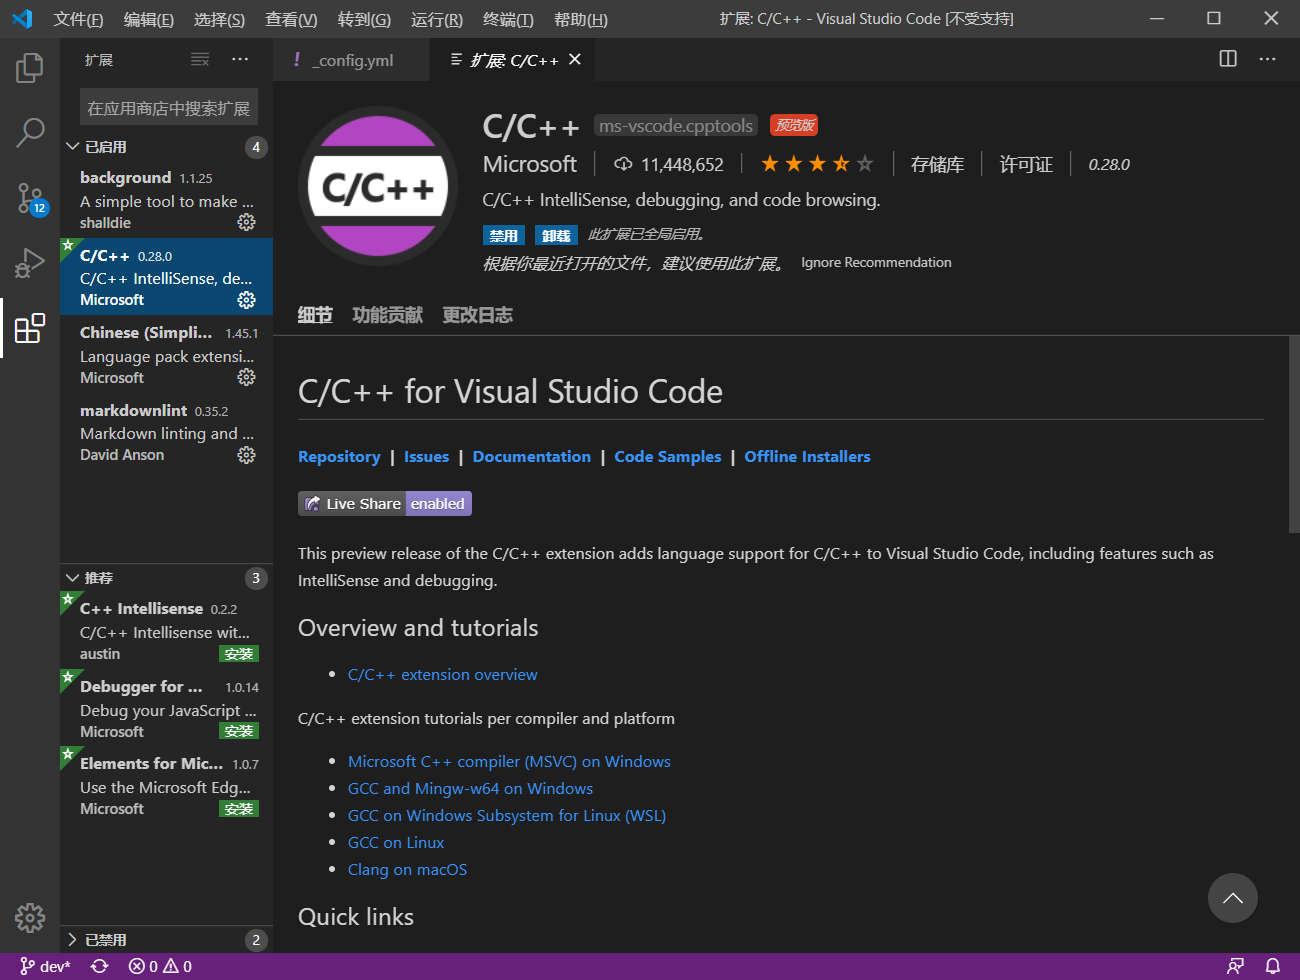 文件(F) 编辑(E) 选择(S) 查看(V) 转到(G) 运行(R) 终端(T) 帮助(H) 扩展: C/C++ - Visual Studio Code [不受支持]
扩展
! _config.yml
扩展: C/C++
在应用商店中搜索扩展
已启用 4
background 1.1.25
A simple tool to make ...
shalldie
C/C++ 0.28.0
C/C++ IntelliSense, de...
Microsoft
Chinese (Simpli... 1.45.1
Language pack extensi...
Microsoft
markdownlint 0.35.2
Markdown linting and ...
David Anson
推荐 3
C++ Intellisense 0.2.2
C/C++ Intellisense wit...
austin 安装
Debugger for ... 1.0.14
Debug your JavaScript ...
Microsoft 安装
Elements for Mic... 1.0.7
Use the Microsoft Edg...
Microsoft 安装
已禁用 2
12
C/C++
C/C++ ms-vscode.cpptools 预览版
Microsoft 11,448,652 存储库 许可证 0.28.0
C/C++ IntelliSense, debugging, and code browsing.
禁用 卸载 此扩展已全局启用。
根据你最近打开的文件，建议使用此扩展。 Ignore Recommendation
细节 功能贡献 更改日志
C/C++ for Visual Studio Code
Repository | Issues | Documentation | Code Samples | Offline Installers
Live Share enabled
This preview release of the C/C++ extension adds language support for C/C++ to Visual Studio Code, including features such as
IntelliSense and debugging.
Overview and tutorials
C/C++ extension overview
C/C++ extension tutorials per compiler and platform
Microsoft C++ compiler (MSVC) on Windows
GCC and Mingw-w64 on Windows
GCC on Windows Subsystem for Linux (WSL)
GCC on Linux
Clang on macOS
Quick links
dev* 0 0